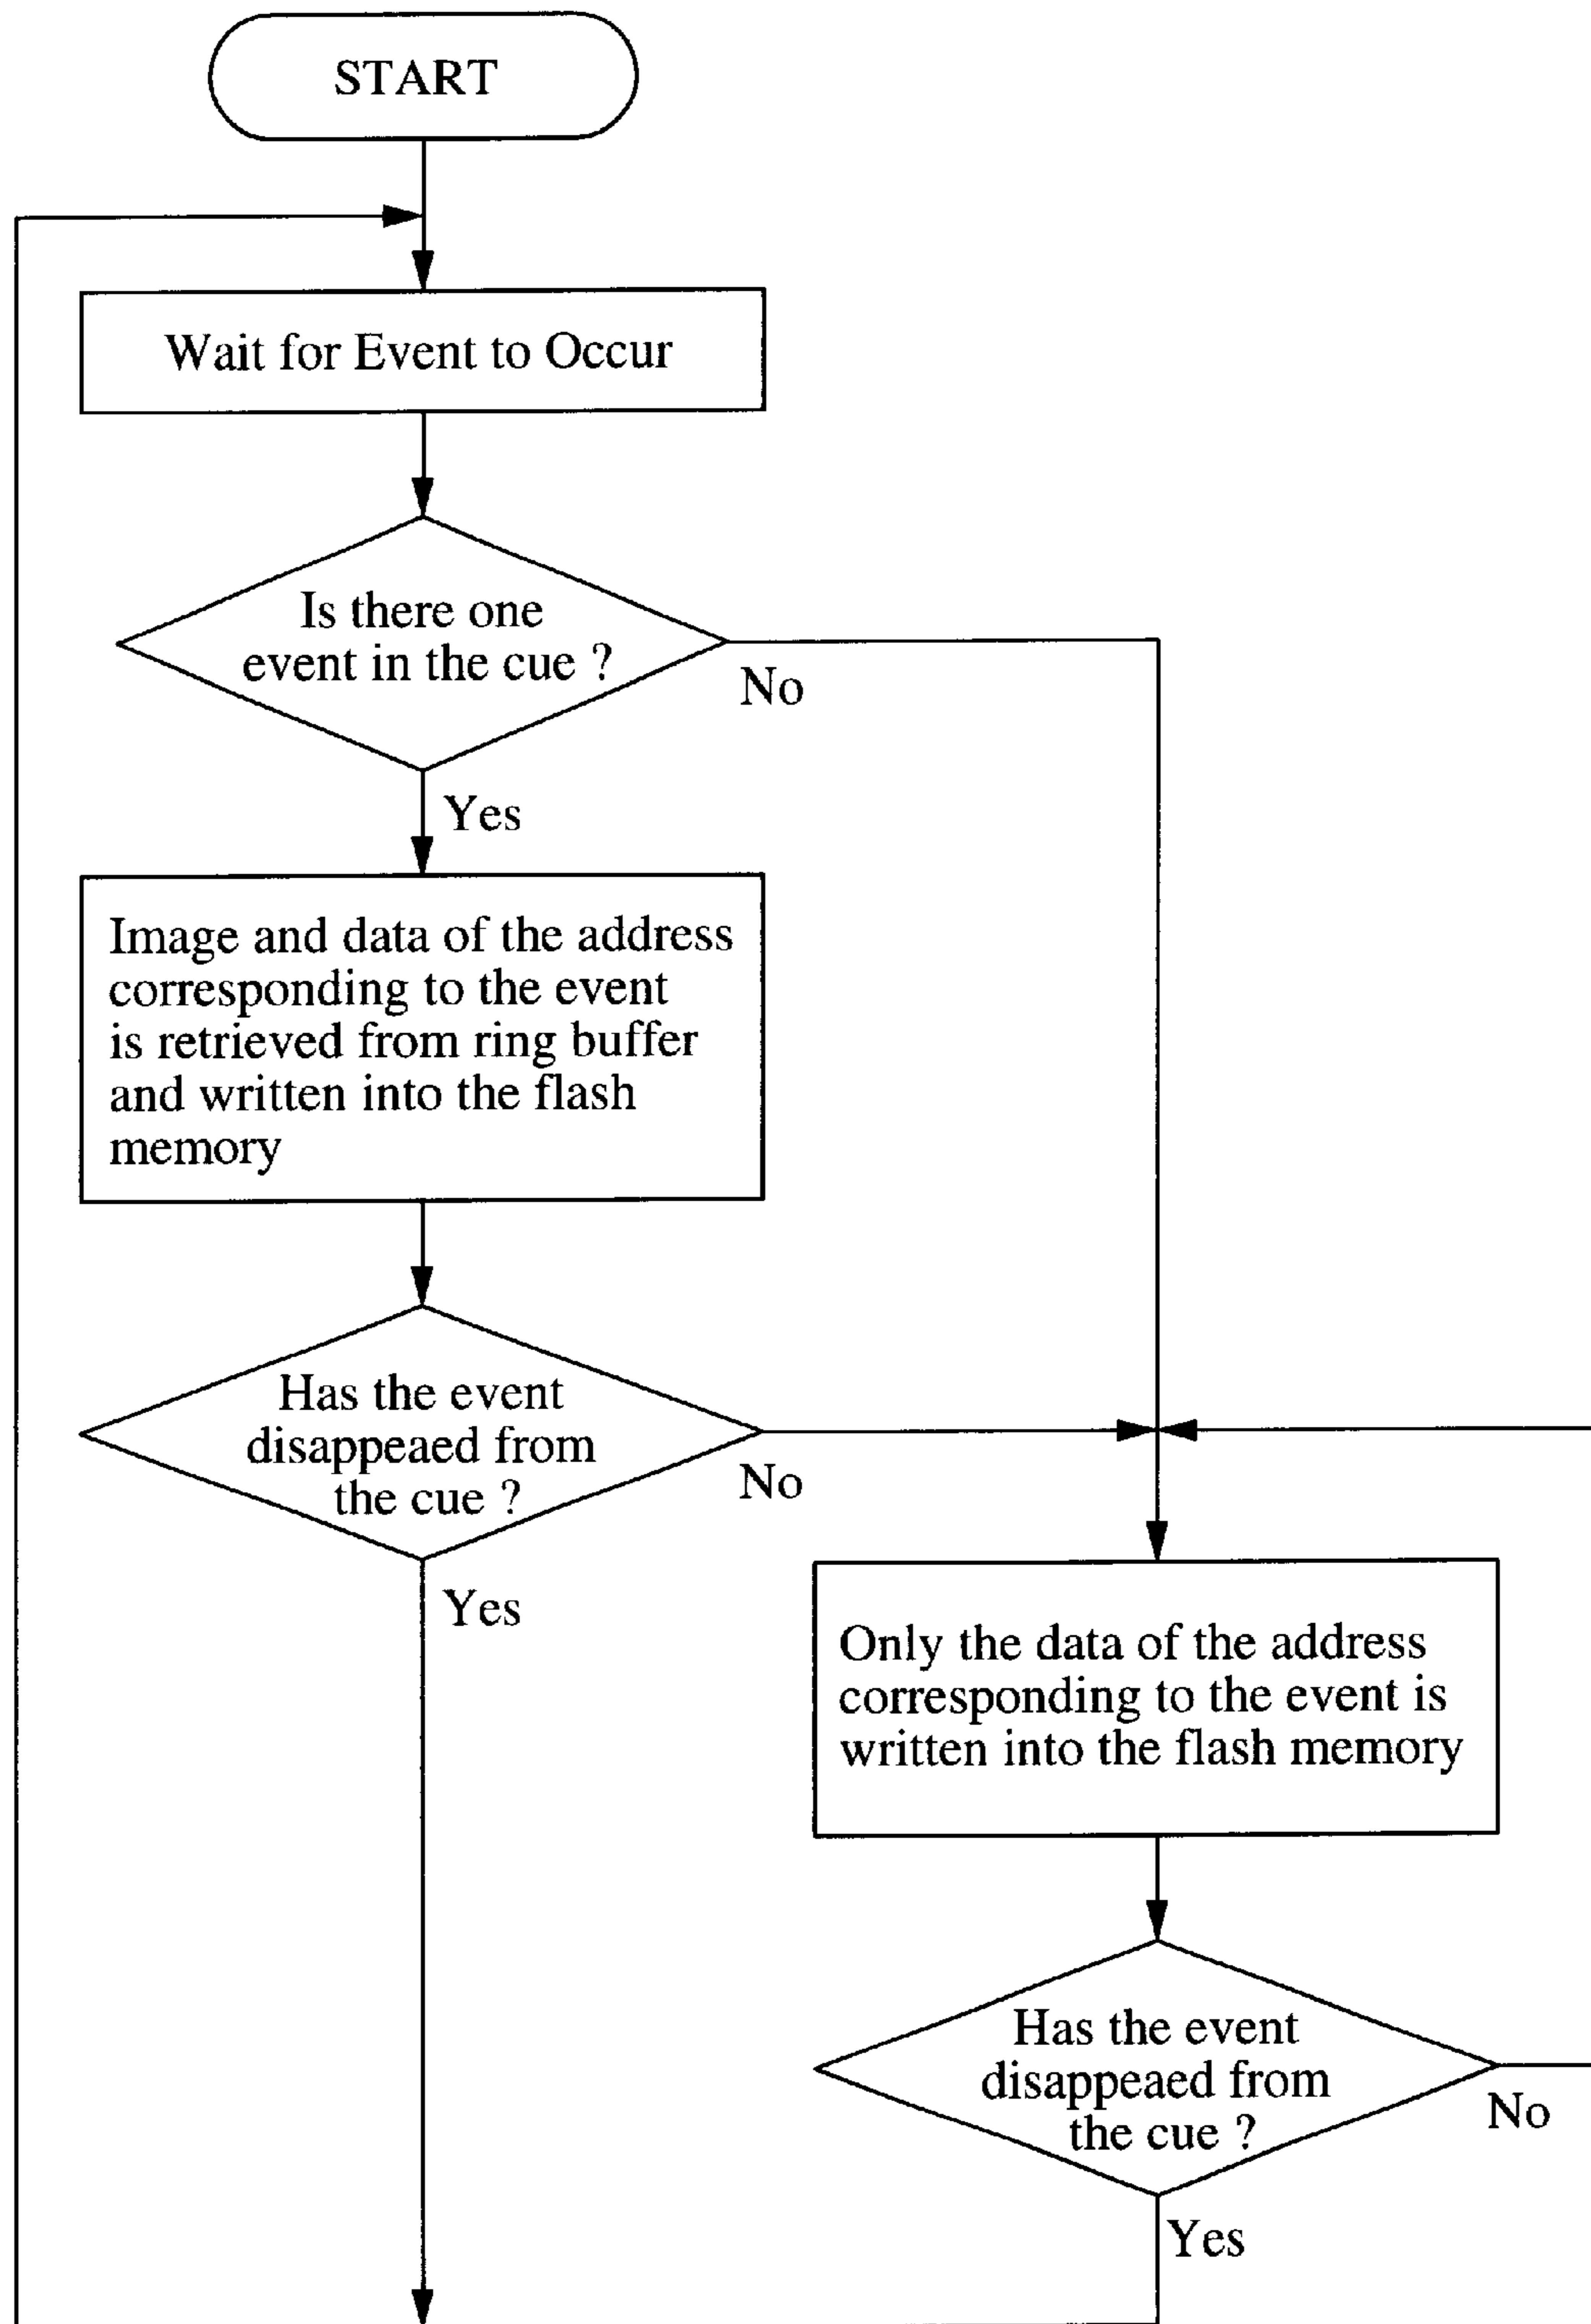 START
Wait for Event to Occur
Is there one
event in the cue ?
No
Yes
Image and data of the address
corresponding to the event
is retrieved from ring buffer
and written into the flash
memory
Has the event
disappeaed from
the cue ?
No
Yes
Only the data of the address
corresponding to the event is
written into the flash memory
Has the event
disappeaed from
the cue ?
No
Yes